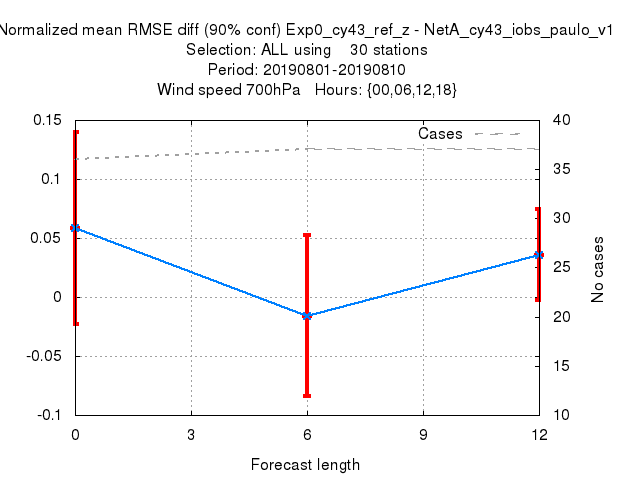 Normalized mean RMSE diff (90% conf) Exp0_cy43_ref_z - NetA_cy43_iobs_paulo_v1
Selection: ALL using 30 stations
Period: 20190801-20190810
Wind speed 700hPa Hours: {00,06,12,18}
Cases
0.15
0.1
0.05
0
-0.05
-0.1
40
35
30
25
20
15
10
No cases
0 3 6 9 12
Forecast length